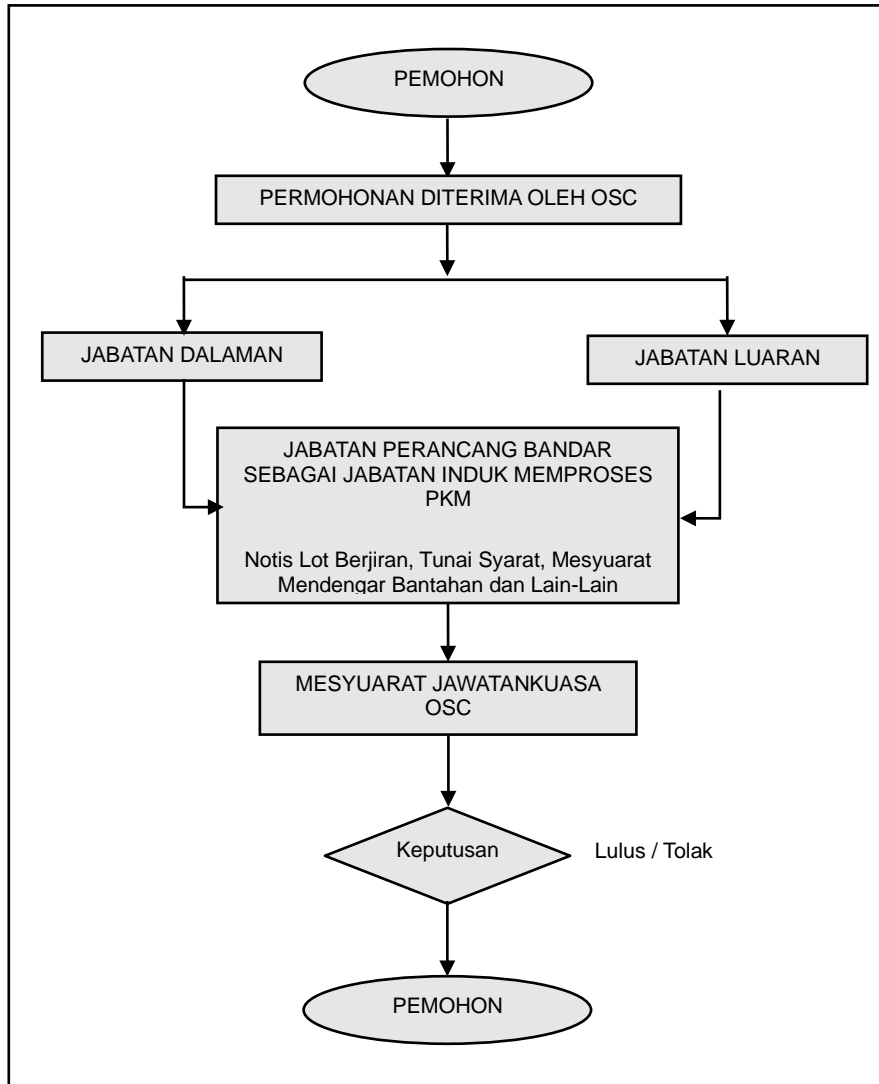 PEMOHON
PERMOHONAN DITERIMA OLEH OSC
JABATAN DALAMAN
JABATAN LUARAN
JABATAN PERANCANG BANDAR
SEBAGAI JABATAN INDUK MEMPROSES
PKM
Notis Lot Berjiran, Tunai Syarat, Mesyuarat
Mendengar Bantahan dan Lain-Lain
MESYUARAT JAWATANKUASA
OSC
Keputusan
Lulus / Tolak
PEMOHON